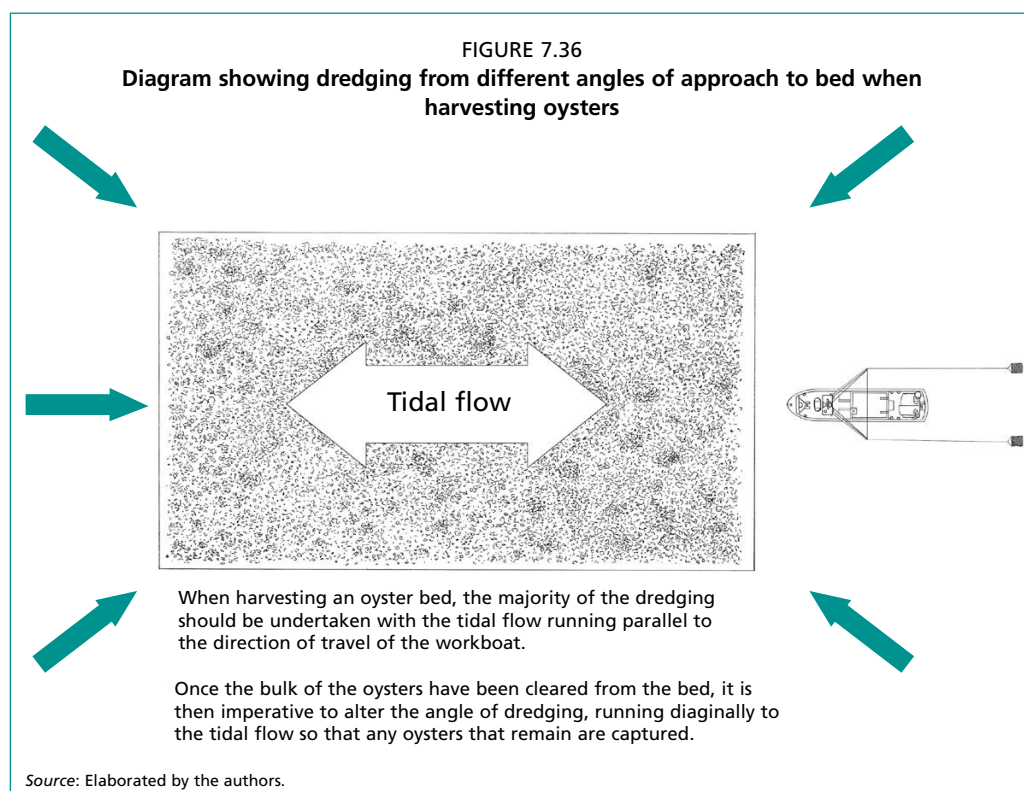 FIGURE 7.36
Diagram showing dredging from different angles of approach to bed when
harvesting oysters
Tidal flow
When harvesting an oyster bed, the majority of the dredging
should be undertaken with the tidal flow running parallel to
the direction of travel of the workboat.
Once the bulk of the oysters have been cleared from the bed, it is
then imperative to alter the angle of dredging, running diaginally to
the tidal flow so that any oysters that remain are captured.
Source: Elaborated by the authors.